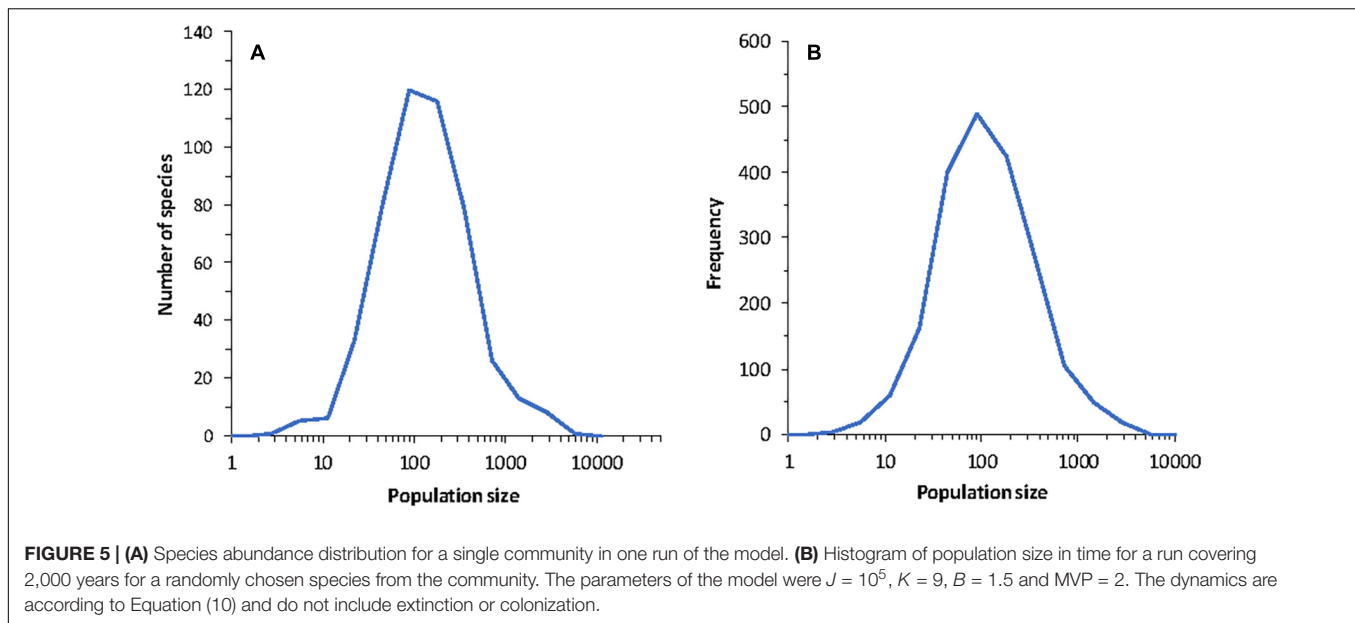 A
140
120
100
80
60
40
20
0
Number of species
1 10 100 1000 10000
Population size
B
600
500
400
300
200
100
0
Frequency
1 10 100 1000 10000
Population size
FIGURE 5 | (A) Species abundance distribution for a single community in one run of the model. (B) Histogram of population size in time for a run covering
2,000 years for a randomly chosen species from the community. The parameters of the model were J = 10⁵, K = 9, B = 1.5 and MVP = 2. The dynamics are
according to Equation (10) and do not include extinction or colonization.